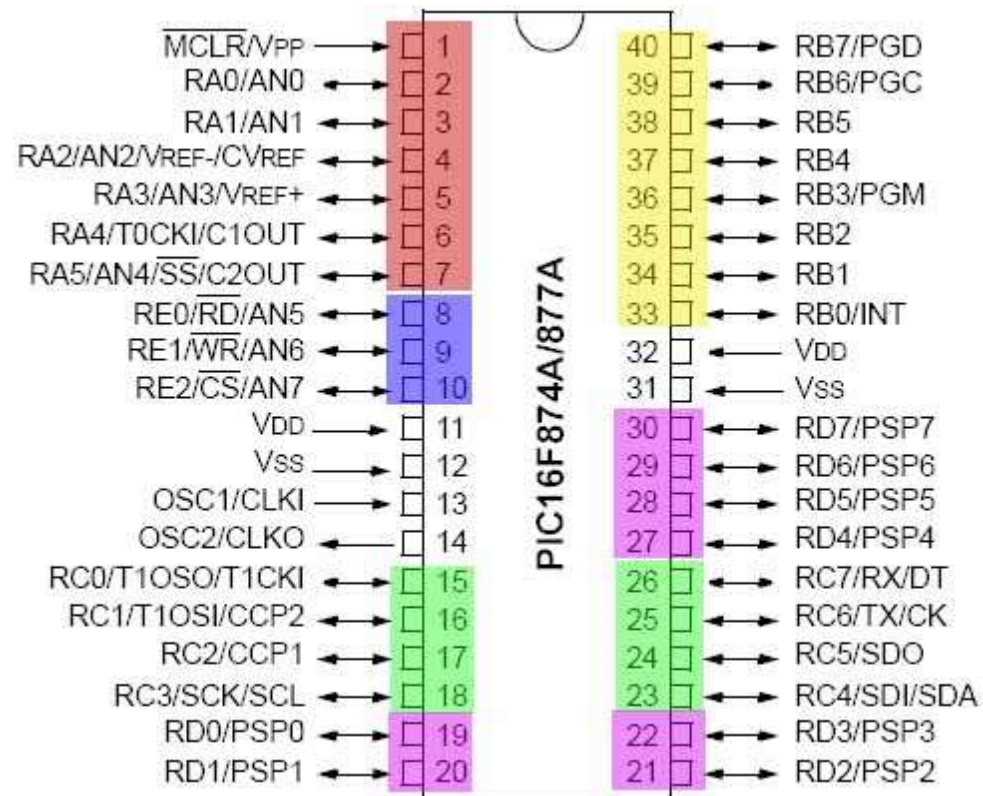 MCLR/VPP 1
RA0/AN0 2
RA1/AN1 3
RA2/AN2/VREF-/CVREF 4
RA3/AN3/VREF+ 5
RA4/T0CKI/C1OUT 6
RA5/AN4/SS/C2OUT 7
RE0/RD/AN5 8
RE1/WR/AN6 9
RE2/CS/AN7 10
VDD 11
VSS 12
OSC1/CLKI 13
OSC2/CLKO 14
RC0/T1OSO/T1CKI 15
RC1/T1OSI/CCP2 16
RC2/CCP1 17
RC3/SCK/SCL 18
RD0/PSP0 19
RD1/PSP1 20
PIC16F874A/877A
40 RB7/PGD
39 RB6/PGC
38 RB5
37 RB4
36 RB3/PGM
35 RB2
34 RB1
33 RB0/INT
32 VDD
31 VSS
30 RD7/PSP7
29 RD6/PSP6
28 RD5/PSP5
27 RD4/PSP4
26 RC7/RX/DT
25 RC6/TX/CK
24 RC5/SDO
23 RC4/SDI/SDA
22 RD3/PSP3
21 RD2/PSP2